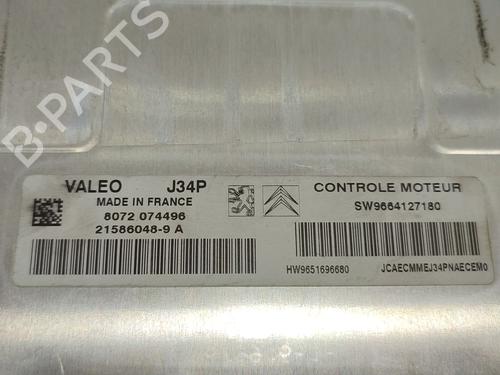 B-PARTS
VALEO J34P
MADE IN FRANCE
8072 074496
21586048-9 A
CONTROLE MOTEUR
SW9664127180
HW9651696680
JCAECMMEJ34PNAECEM0